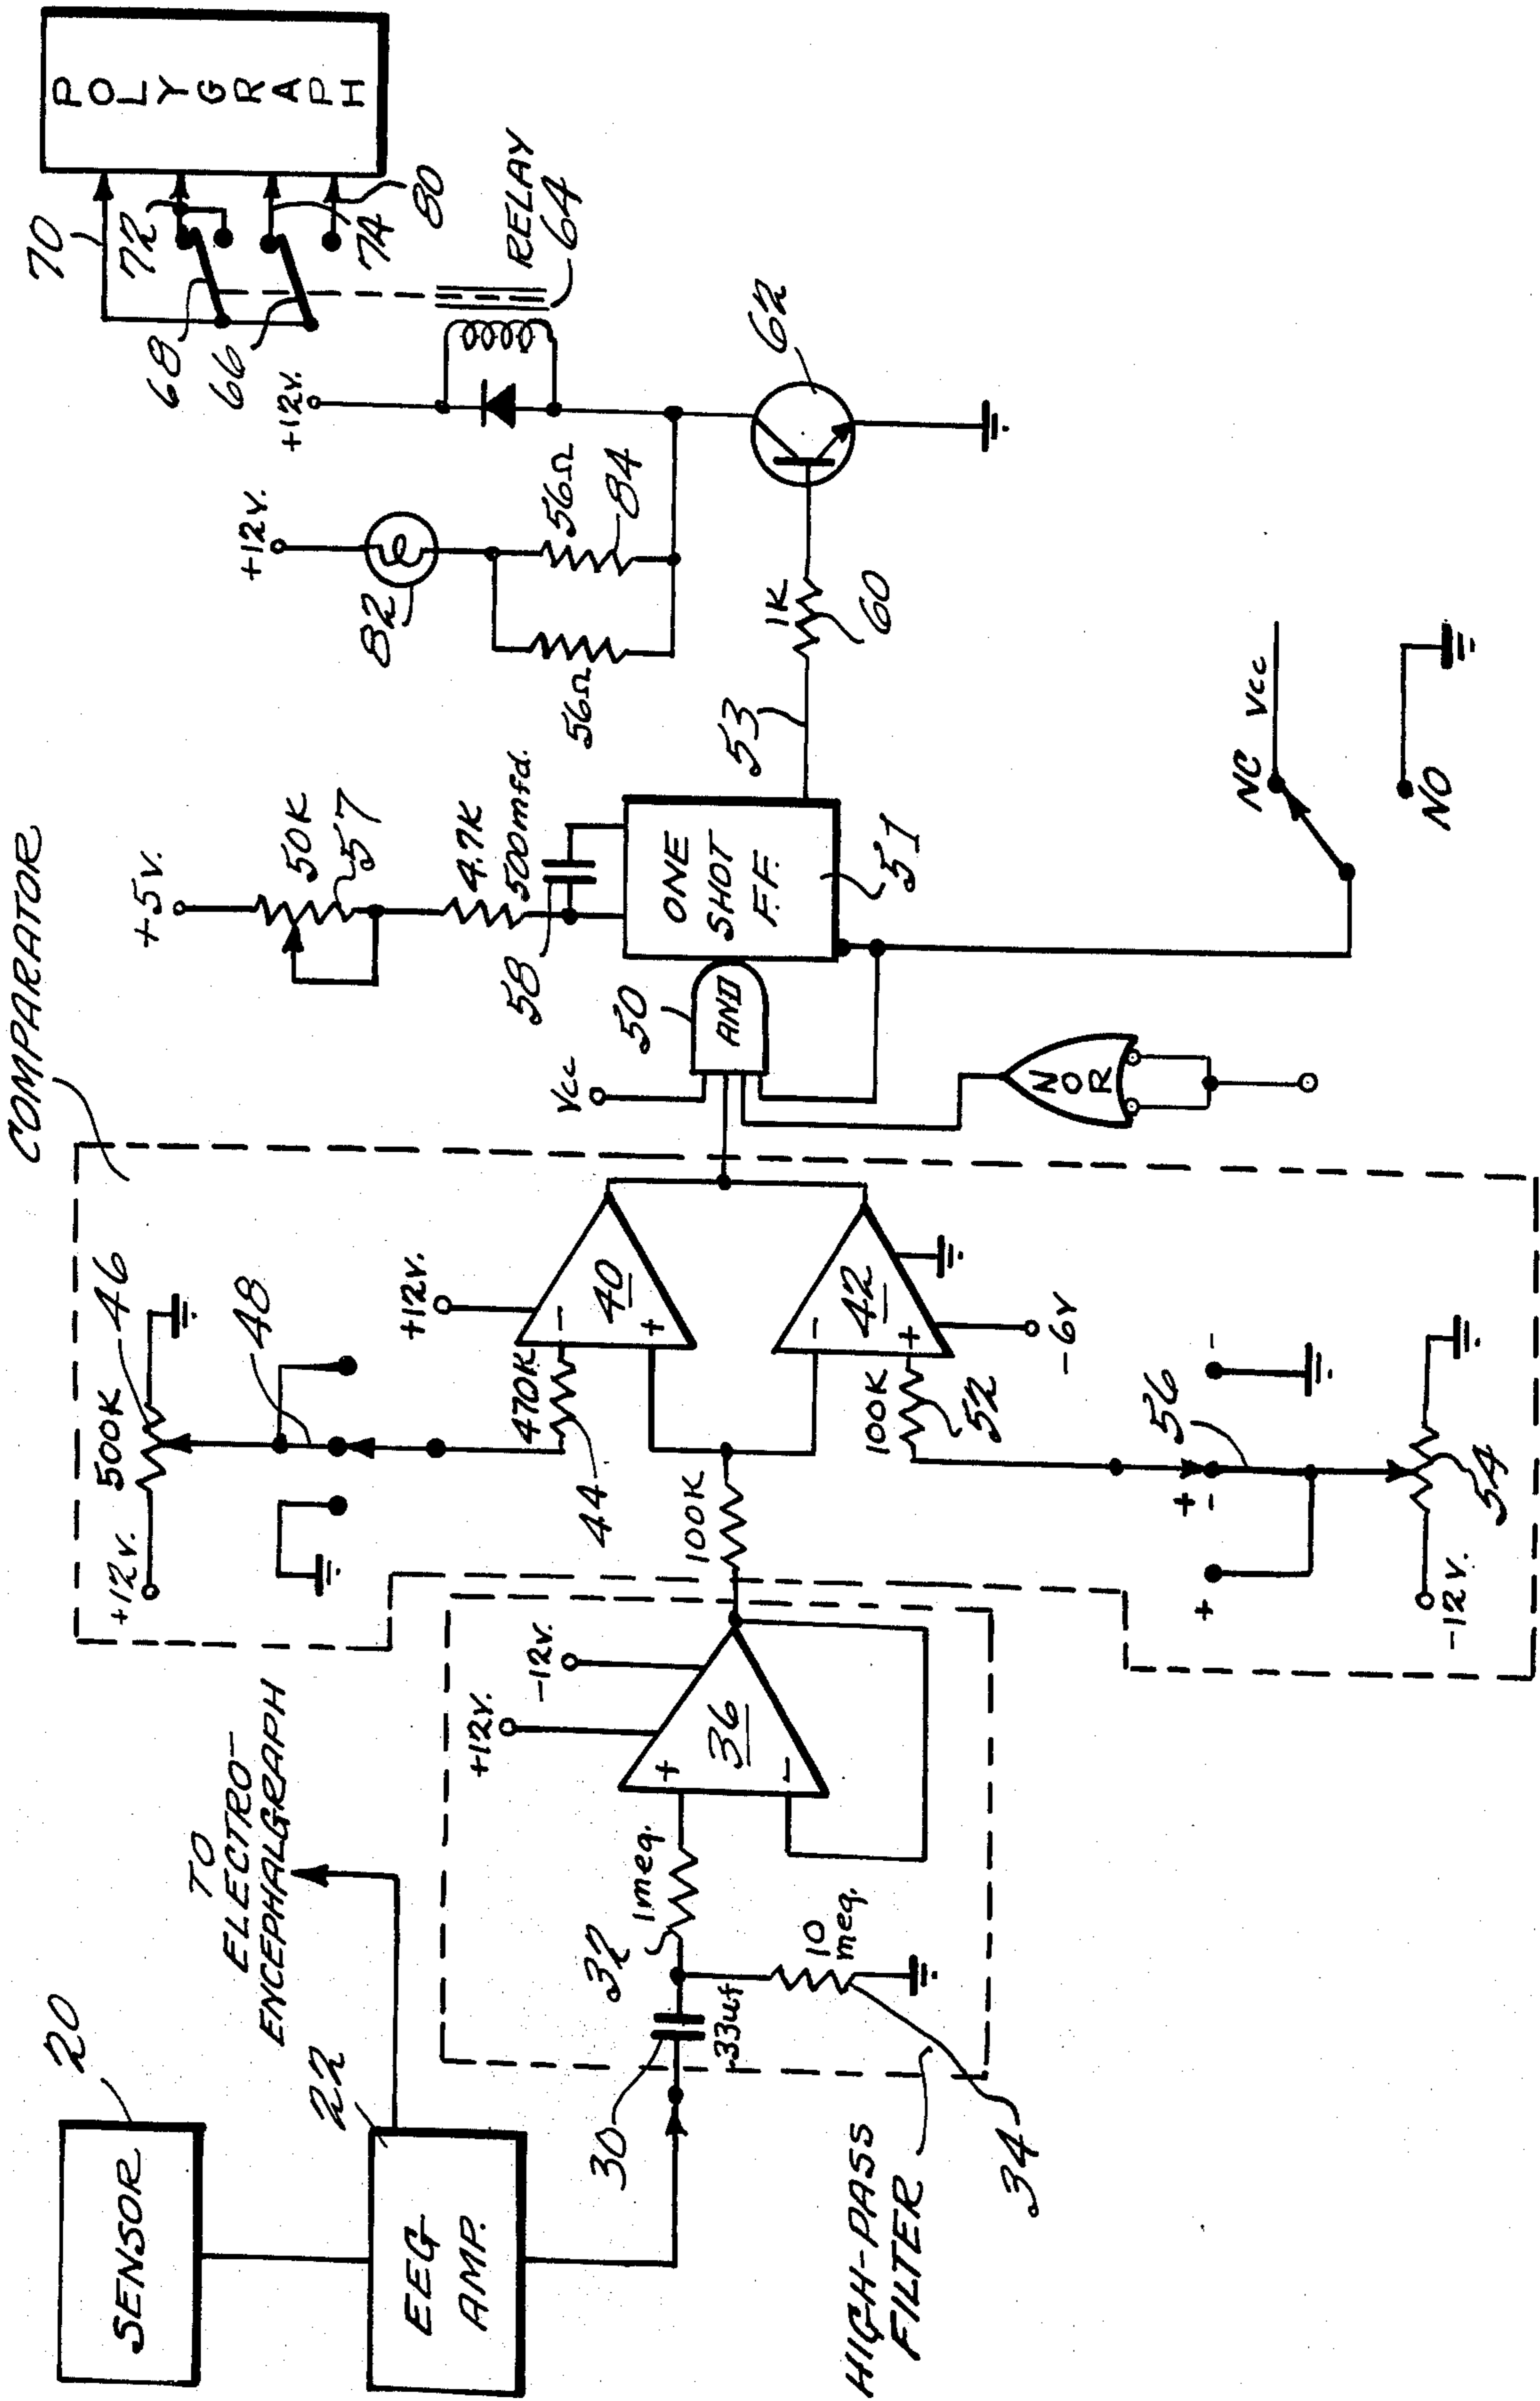 SENSOR
20
EEG
AMP.
22
TO
ELECTRO-
ENCEPHALGRAPH
HIGH-PASS
FILTER
30
.33uf
32
1meg.
10
meg.
34
+12v.
-12v.
36
+
-
COMPARATOR
+12v.
500K
46
48
470K
44
100K
+12v.
40
-
+
42
-
+
-6v
100K
52
56
+
+
-
-
54
-12v.
Vcc
50
AND
NOR
+5v.
50K
57
4.7K
500mfd.
58
ONE
SHOT
F.F.
51
53
1K
60
62
NC
Vcc
NO
+12v.
82
56Ω
56Ω
84
+12v.
RELAY
64
66
68
70
72
74
80
POLYGRAPH